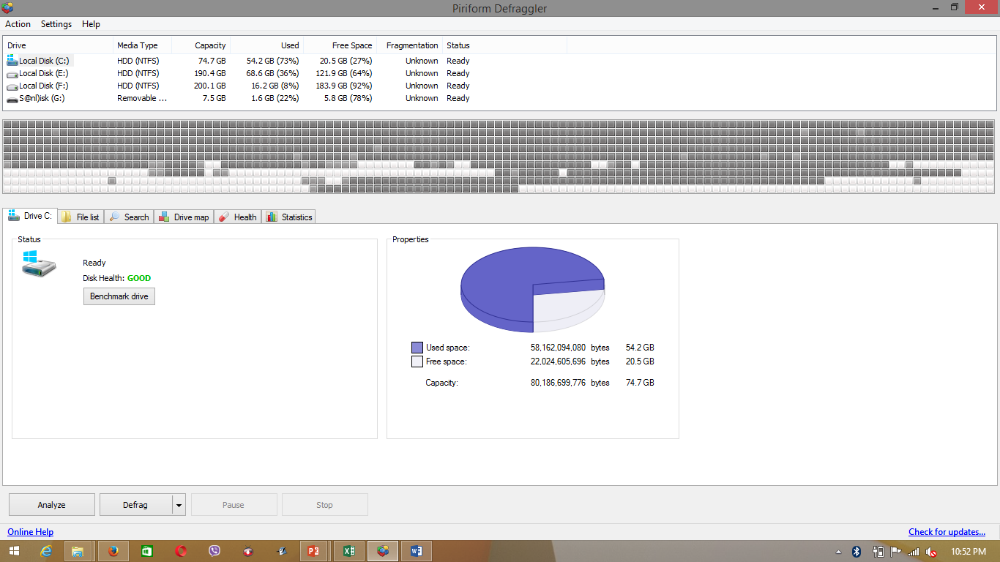 Piriform Defraggler
Action Settings Help
Drive Media Type Capacity Used Free Space Fragmentation Status
Local Disk (C:) HDD (NTFS) 74.7 GB 54.2 GB (73%) 20.5 GB (27%) Unknown Ready
Local Disk (E:) HDD (NTFS) 190.4 GB 68.6 GB (36%) 121.9 GB (64%) Unknown Ready
Local Disk (F:) HDD (NTFS) 200.1 GB 16.2 GB (8%) 183.9 GB (92%) Unknown Ready
S@nl)isk (G:) Removable ... 7.5 GB 1.6 GB (22%) 5.8 GB (78%) Unknown Ready
Drive C: File list Search Drive map Health Statistics
Status
Ready
Disk Health: GOOD
Benchmark drive
Properties
Used space: 58,162,094,080 bytes 54.2 GB
Free space: 22,024,605,696 bytes 20.5 GB
Capacity: 80,186,699,776 bytes 74.7 GB
Analyze Defrag Pause Stop
Online Help Check for updates...
10:52 PM